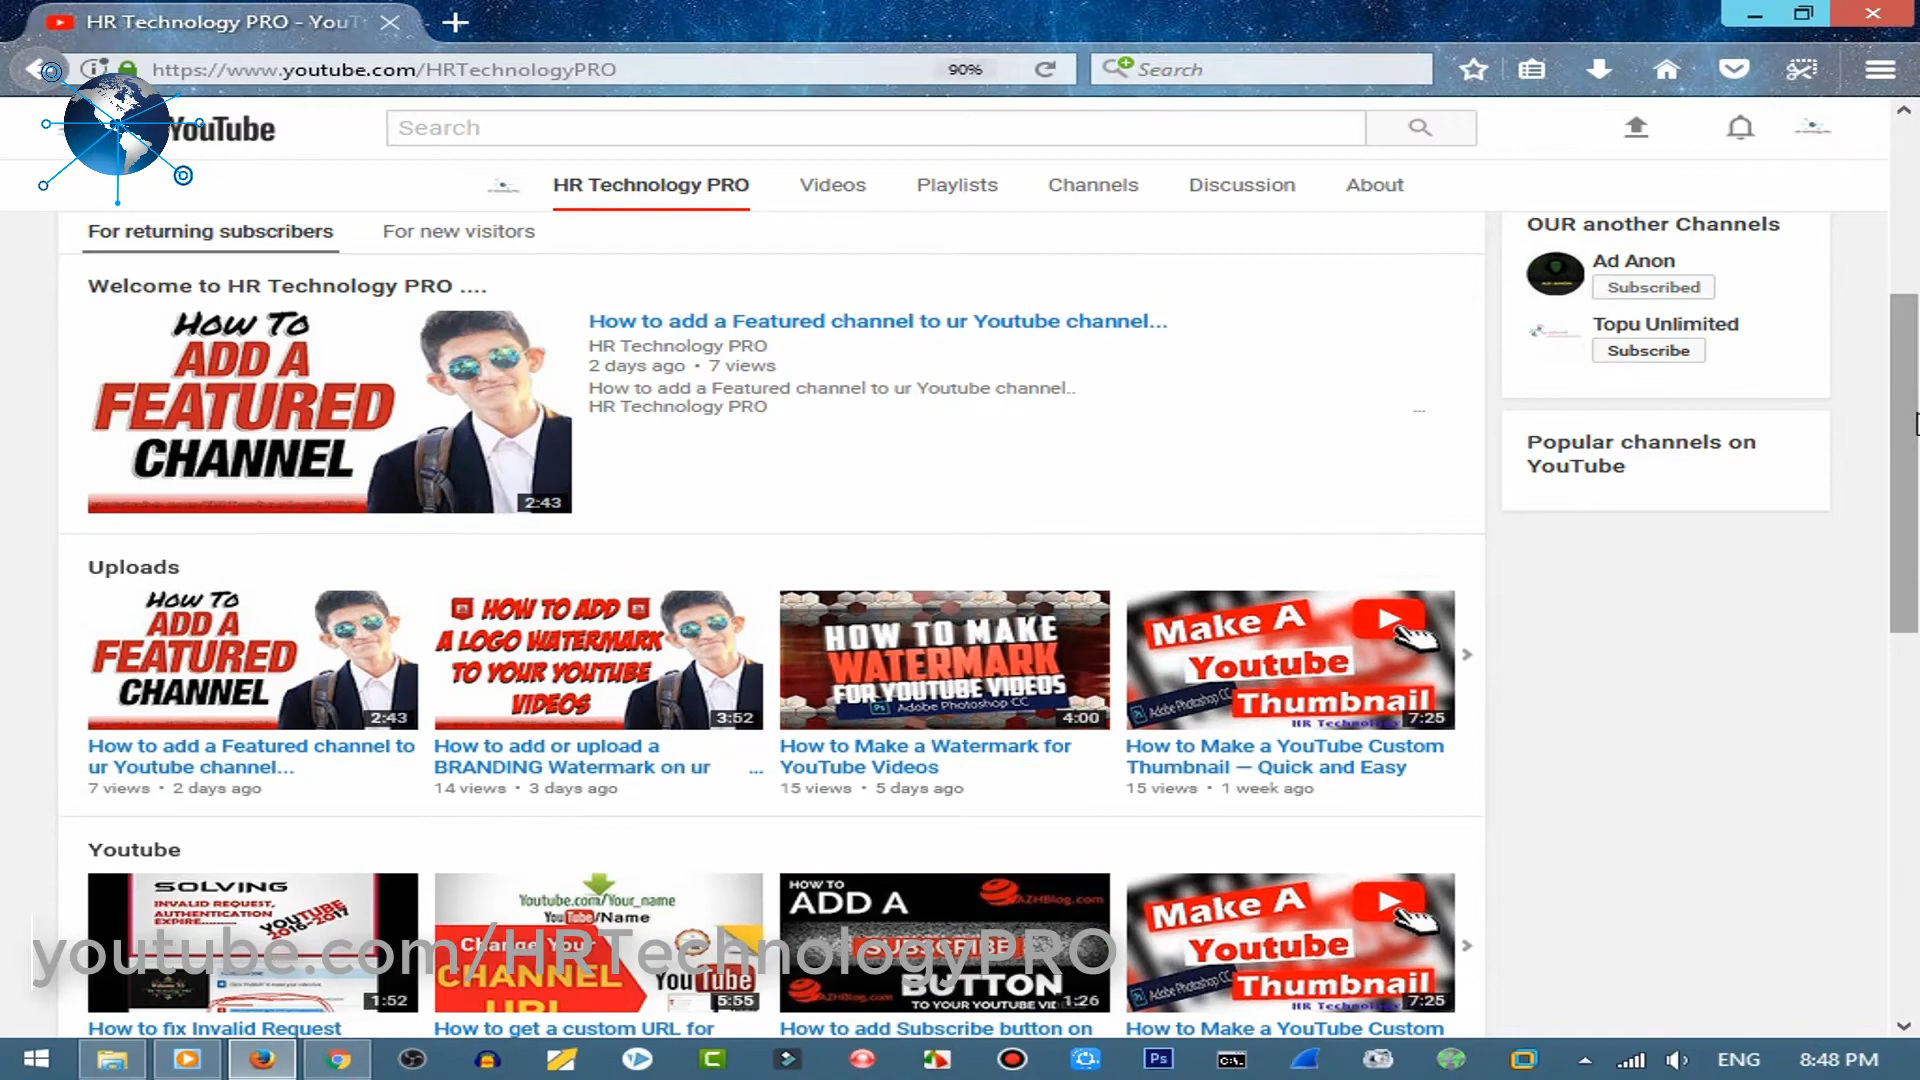 HR Technology PRO - YouT
https://www.youtube.com/HRTechnologyPRO
90%
Search
YouTube
Search
HR Technology PRO
Videos
Playlists
Channels
Discussion
About
For returning subscribers
For new visitors
Welcome to HR Technology PRO ....
How To
ADD A
FEATURED
CHANNEL
2:43
How to add a Featured channel to ur Youtube channel...
HR Technology PRO
2 days ago • 7 views
How to add a Featured channel to ur Youtube channel..
HR Technology PRO
...
OUR another Channels
Ad Anon
Subscribed
Topu Unlimited
Subscribe
Popular channels on
YouTube
Uploads
How To
ADD A
FEATURED
CHANNEL
2:43
HOW TO ADD
A LOGO WATERMARK
TO YOUR YOUTUBE
VIDEOS
3:52
HOW TO MAKE
WATERMARK
FOR YOUTUBE VIDEOS
Ps Adobe Photoshop CC
4:00
Make A
Youtube
Thumbnail
Adobe Photoshop CC
7:25
How to add a Featured channel to
ur Youtube channel...
7 views • 2 days ago
How to add or upload a
BRANDING Watermark on ur ...
14 views • 3 days ago
How to Make a Watermark for
YouTube Videos
15 views • 5 days ago
How to Make a YouTube Custom
Thumbnail — Quick and Easy
15 views • 1 week ago
Youtube
SOLVING
INVALID REQUEST,
AUTHENTICATION
EXPIRE
YOUTUBE
2016-2017
1:52
Youtube.com/Your_name
YouTube/Name
Change Your
CHANNEL
URL
YouTube
5:55
HOW TO
ADD A
AZHBlog.com
SUBSCRIBE
BUTTON
AZHBlog.com
TO YOUR YOUTUBE VI
1:26
Make A
Youtube
Thumbnail
Adobe Photoshop CC
HR Technology
7:25
youtube.com/HRTechnologyPRO
How to fix Invalid Request
How to get a custom URL for
How to add Subscribe button on
How to Make a YouTube Custom
Ps
ENG
8:48 PM